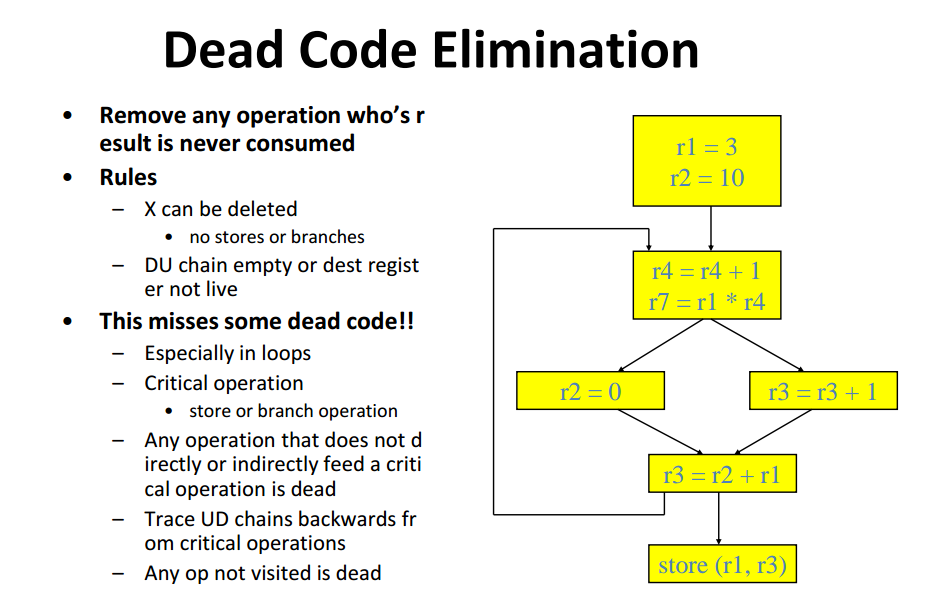 Dead Code Elimination
• Remove any operation who's r
esult is never consumed
• Rules
– X can be deleted
• no stores or branches
– DU chain empty or dest regist
er not live
• This misses some dead code!!
– Especially in loops
– Critical operation
• store or branch operation
– Any operation that does not d
irectly or indirectly feed a criti
cal operation is dead
– Trace UD chains backwards fr
om critical operations
– Any op not visited is dead
r1 = 3
r2 = 10
r4 = r4 + 1
r7 = r1 * r4
r2 = 0
r3 = r3 + 1
r3 = r2 + r1
store (r1, r3)